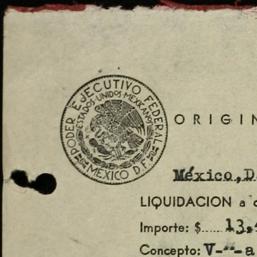 PODER EJECUTIVO FEDERAL
ESTADOS UNIDOS MEXICANOS
MEXICO D.F.
ORIGIN
México, D
LIQUIDACION a
Importe: $.....13,
Concepto: V-"-a